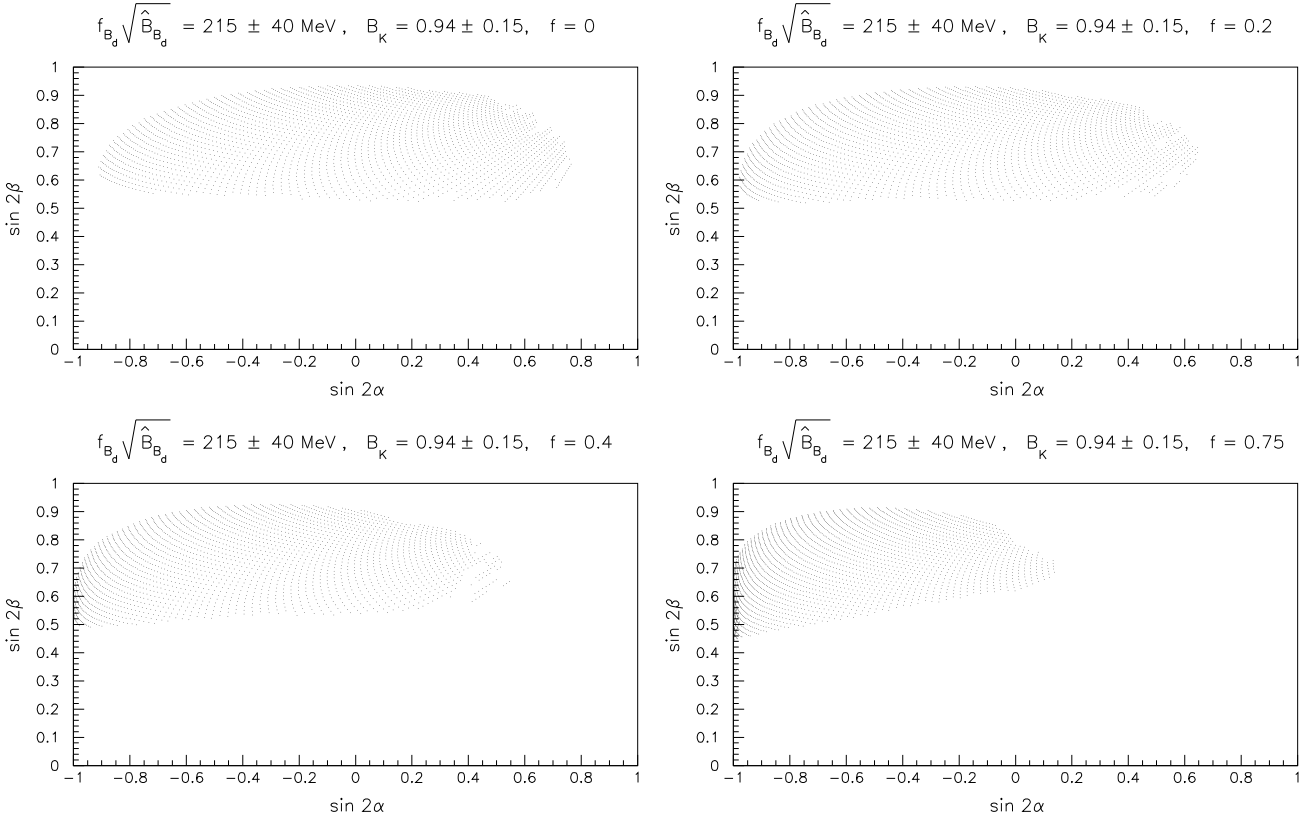 f_{B_d}√B̂_{B_d} = 215 ± 40 MeV , B_K = 0.94 ± 0.15, f = 0
1
0.9
0.8
0.7
0.6
0.5
0.4
0.3
0.2
0.1
0
sin 2β
−1 −0.8 −0.6 −0.4 −0.2 0 0.2 0.4 0.6 0.8 1
sin 2α
f_{B_d}√B̂_{B_d} = 215 ± 40 MeV , B_K = 0.94 ± 0.15, f = 0.2
1
0.9
0.8
0.7
0.6
0.5
0.4
0.3
0.2
0.1
0
sin 2β
−1 −0.8 −0.6 −0.4 −0.2 0 0.2 0.4 0.6 0.8 1
sin 2α
f_{B_d}√B̂_{B_d} = 215 ± 40 MeV , B_K = 0.94 ± 0.15, f = 0.4
1
0.9
0.8
0.7
0.6
0.5
0.4
0.3
0.2
0.1
0
sin 2β
−1 −0.8 −0.6 −0.4 −0.2 0 0.2 0.4 0.6 0.8 1
sin 2α
f_{B_d}√B̂_{B_d} = 215 ± 40 MeV , B_K = 0.94 ± 0.15, f = 0.75
1
0.9
0.8
0.7
0.6
0.5
0.4
0.3
0.2
0.1
0
sin 2β
−1 −0.8 −0.6 −0.4 −0.2 0 0.2 0.4 0.6 0.8 1
sin 2α